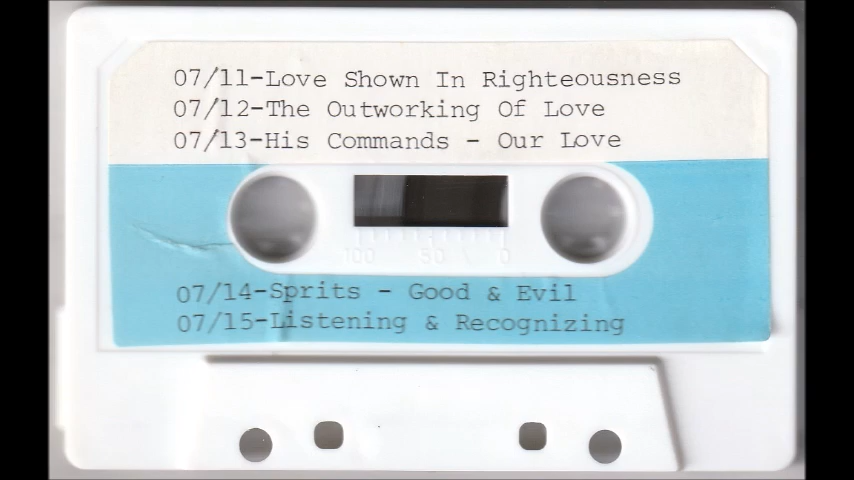 07/11-Love Shown In Righteousness
07/12-The Outworking Of Love
07/13-His Commands - Our Love
100 50 0
07/14-Sprits - Good & Evil
07/15-Listening & Recognizing